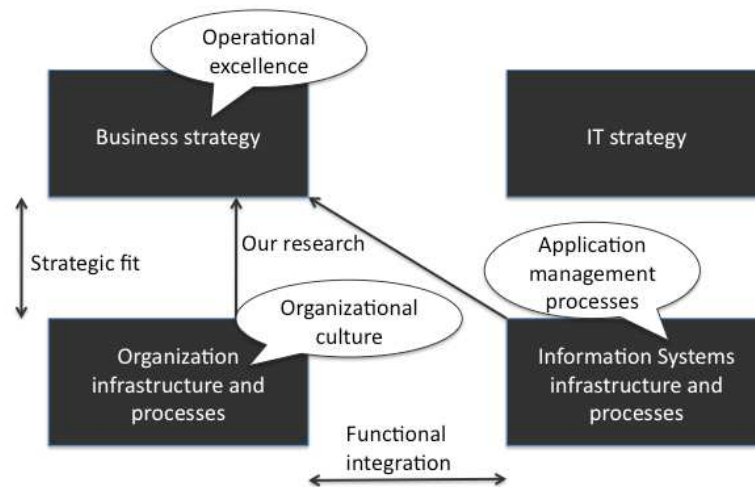 Operational
excellence
Business strategy
IT strategy
Strategic fit
Our research
Application
management
processes
Organizational
culture
Organization
infrastructure and
processes
Information Systems
infrastructure and
processes
Functional
integration